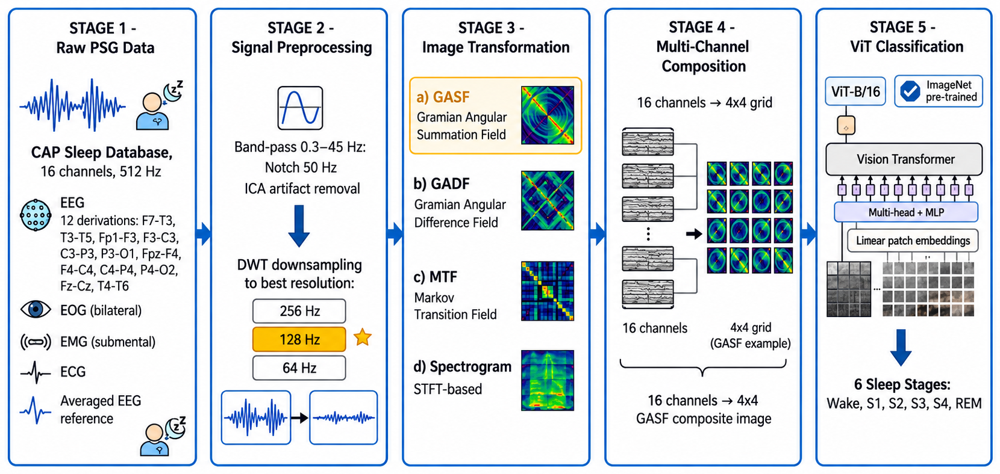 STAGE 1 -
Raw PSG Data
zZ
CAP Sleep Database,
16 channels, 512 Hz
EEG
12 derivations: F7-T3,
T3-T5, Fp1-F3, F3-C3,
C3-P3, P3-O1, Fpz-F4,
F4-C4, C4-P4, P4-O2,
Fz-Cz, T4-T6
EOG (bilateral)
EMG (submental)
ECG
Averaged EEG
reference
zZ
STAGE 2 -
Signal Preprocessing
Band-pass 0.3–45 Hz:
Notch 50 Hz
ICA artifact removal
DWT downsampling
to best resolution:
256 Hz
128 Hz
64 Hz
STAGE 3 -
Image Transformation
a) GASF
Gramian Angular
Summation Field
b) GADF
Gramian Angular
Difference Field
c) MTF
Markov
Transition Field
d) Spectrogram
STFT-based
STAGE 4 -
Multi-Channel
Composition
16 channels → 4x4 grid
16 channels
4x4 grid
(GASF example)
16 channels → 4x4
GASF composite image
STAGE 5 -
ViT Classification
ViT-B/16
ImageNet
pre-trained
Vision Transformer
Multi-head + MLP
Limear patch embeddings
6 Sleep Stages:
Wake, S1, S2, S3, S4, REM